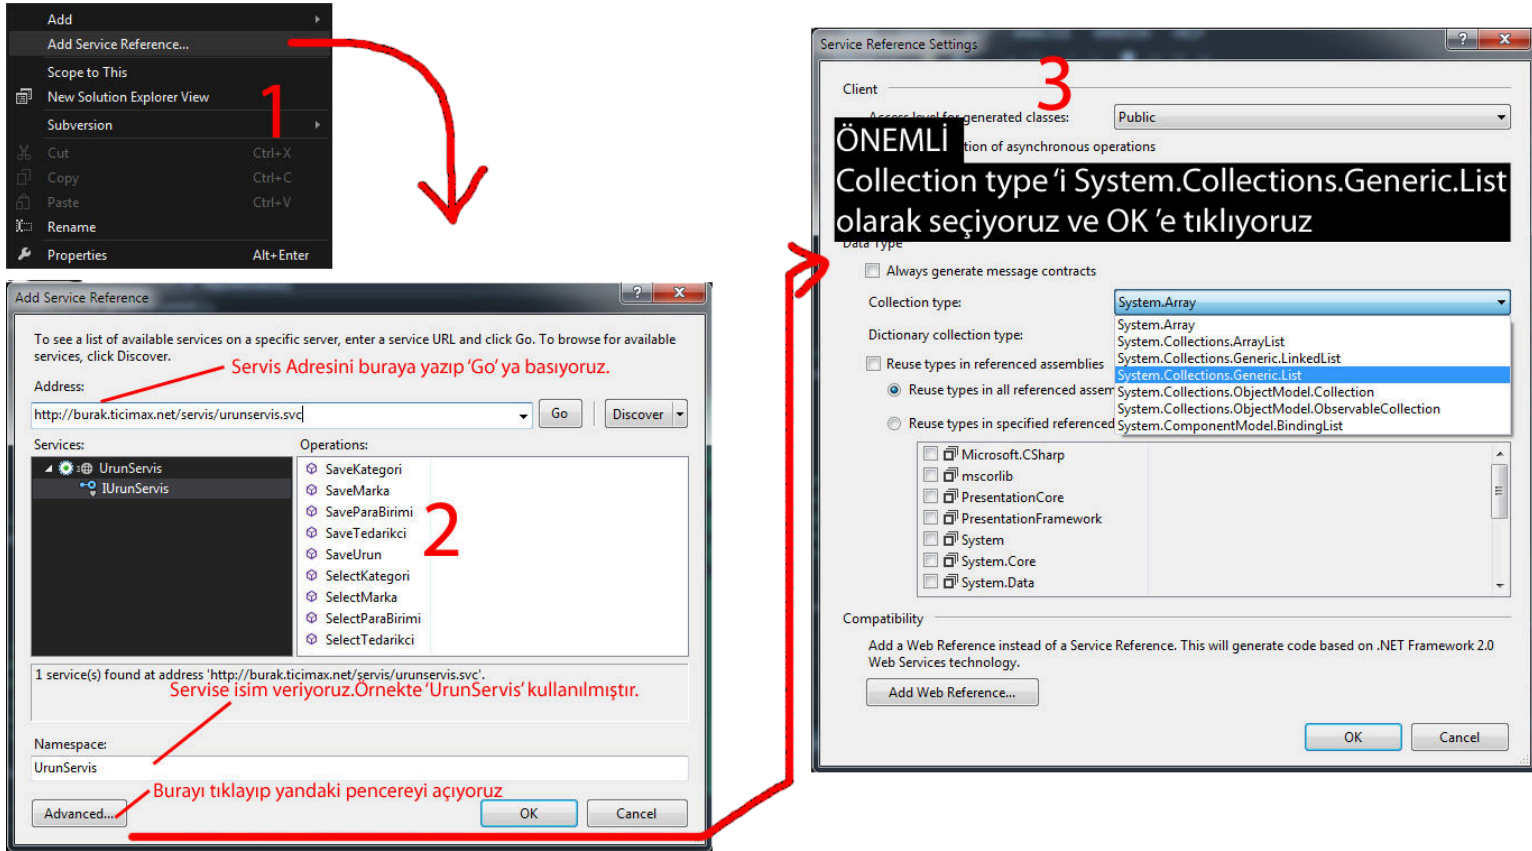 Add
Add Service Reference...
Scope to This
New Solution Explorer View
1
Subversion
Cut Ctrl+X
Copy Ctrl+C
Paste Ctrl+V
Rename
Properties Alt+Enter
Add Service Reference
To see a list of available services on a specific server, enter a service URL and click Go. To browse for available
services, click Discover.
Servis Adresini buraya yazıp 'Go' ya basıyoruz.
Address:
http://burak.ticimax.net/servis/urunservis.svc Go Discover
Services: Operations:
UrunServis
IUrunServis
SaveKategori
SaveMarka
SaveParaBirimi
SaveTedarikci
SaveUrun
SelectKategori
SelectMarka
SelectParaBirimi
SelectTedarikci
2
1 service(s) found at address 'http://burak.ticimax.net/servis/urunservis.svc'.
Servise isim veriyoruz.Örnekte 'UrunServis' kullanılmıştır.
Namespace:
UrunServis
Burayı tıklayıp yandaki pencereyi açıyoruz
Advanced... OK Cancel
Service Reference Settings
3
Client
Access level for generated classes: Public
ÖNEMLİ
tion of asynchronous operations
Collection type 'i System.Collections.Generic.List
olarak seçiyoruz ve OK 'e tıklıyoruz
Data Type
Always generate message contracts
Collection type: System.Array
System.Array
Dictionary collection type:
System.Collections.ArrayList
System.Collections.Generic.LinkedList
Reuse types in referenced assemblies
System.Collections.Generic.List
Reuse types in all referenced assem
System.Collections.ObjectModel.Collection
System.Collections.ObjectModel.ObservableCollection
Reuse types in specified referenced
System.ComponentModel.BindingList
Microsoft.CSharp
mscorlib
PresentationCore
PresentationFramework
System
System.Core
System.Data
Compatibility
Add a Web Reference instead of a Service Reference. This will generate code based on .NET Framework 2.0
Web Services technology.
Add Web Reference...
OK Cancel